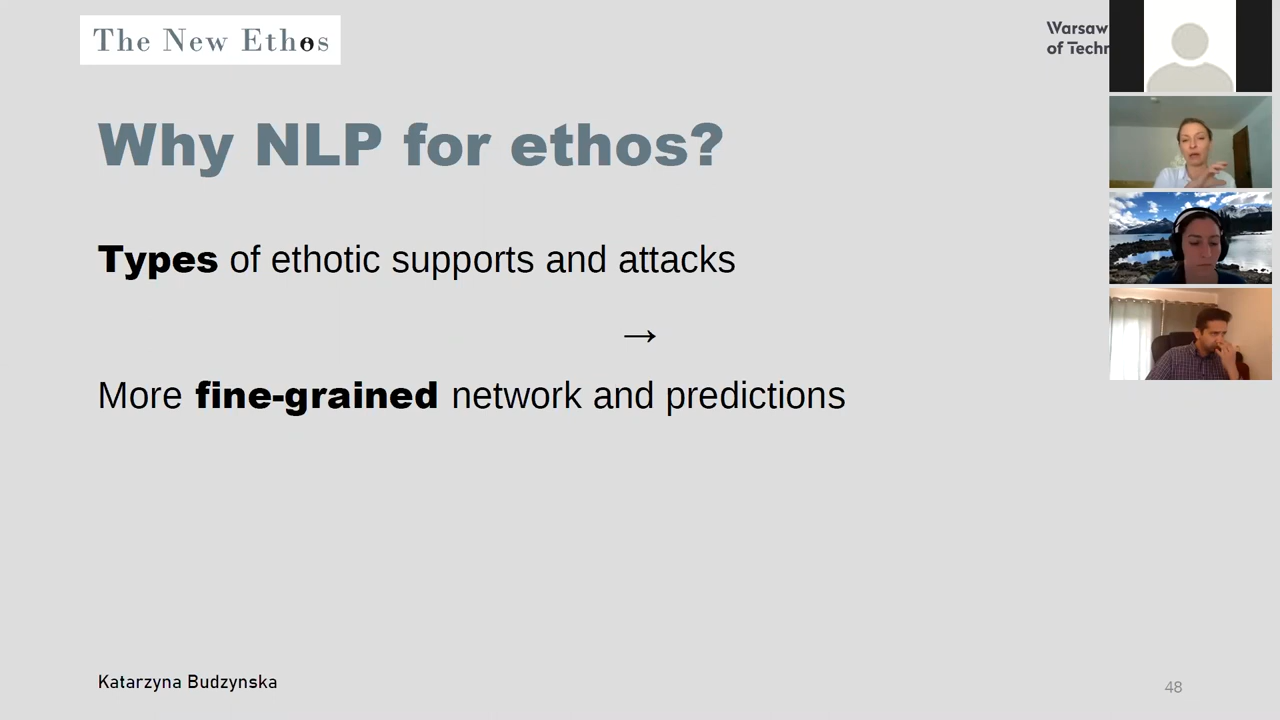 The New Ethos
Warsaw
of Techn
Why NLP for ethos?
Types of ethotic supports and attacks
→
More fine-grained network and predictions
Katarzyna Budzynska
48